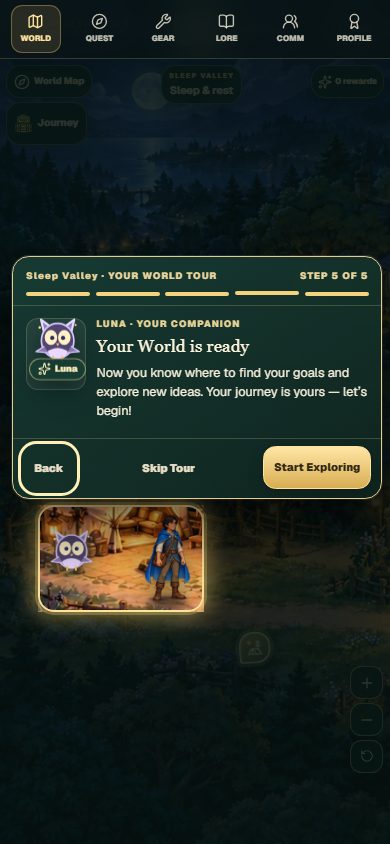 WORLD
QUEST
GEAR
LORE
COMM
PROFILE
World Map
SLEEP VALLEY
Sleep & rest
0 rewards
Journey
Sleep Valley · YOUR WORLD TOUR
STEP 5 OF 5
LUNA · YOUR COMPANION
Luna
Your World is ready
Now you know where to find your goals and
explore new ideas. Your journey is yours — let's
begin!
Back
Skip Tour
Start Exploring